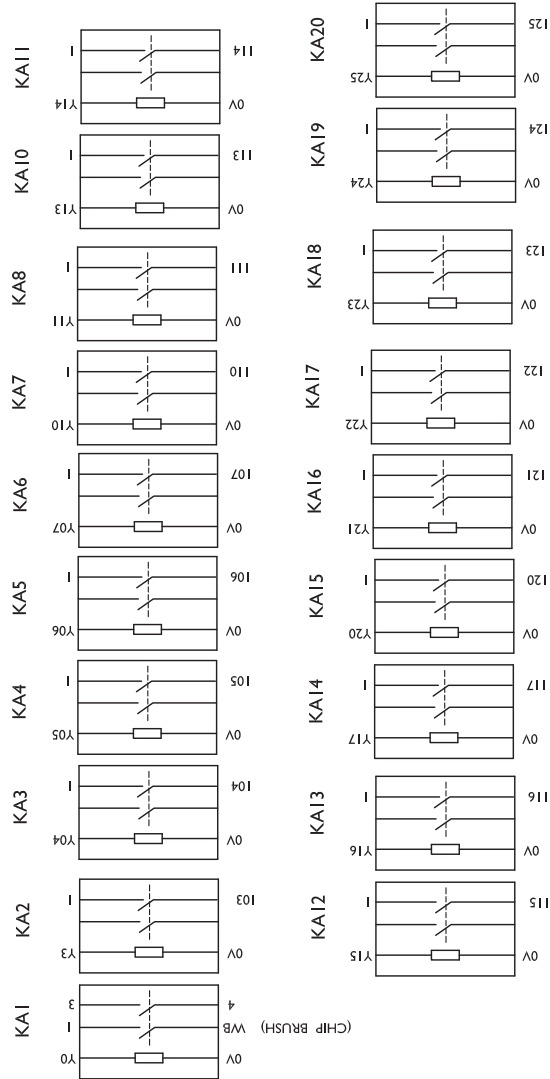 KA1
3 4
1 WB (CHIP BRUSH)
Y0 0V
KA2
1 103
Y3 0V
KA3
1 104
Y04 0V
KA4
1 105
Y05 0V
KA5
1 106
Y06 0V
KA6
1 107
Y07 0V
KA7
1 110
Y10 0V
KA8
1 111
Y11 0V
KA10
1 113
Y13 0V
KA11
1 114
Y14 0V
KA12
1 115
Y15 0V
KA13
1 116
Y16 0V
KA14
1 117
Y17 0V
KA15
1 120
Y20 0V
KA16
1 121
Y21 0V
KA17
1 122
Y22 0V
KA18
1 123
Y23 0V
KA19
1 124
Y24 0V
KA20
1 125
Y25 0V